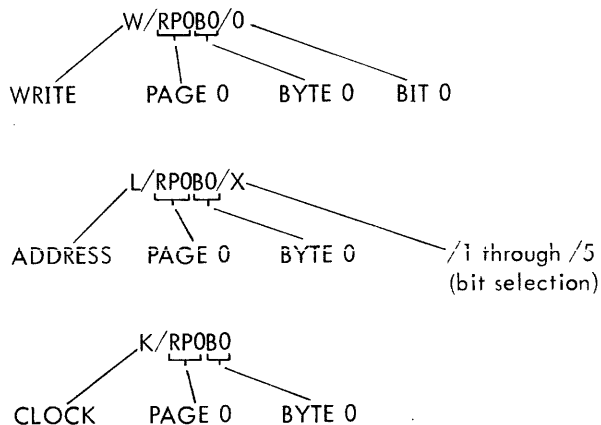 W/RP0B0/0
WRITE PAGE 0 BYTE 0 BIT 0
L/RP0B0/X
ADDRESS PAGE 0 BYTE 0 /1 through /5
(bit selection)
K/RP0B0
CLOCK PAGE 0 BYTE 0